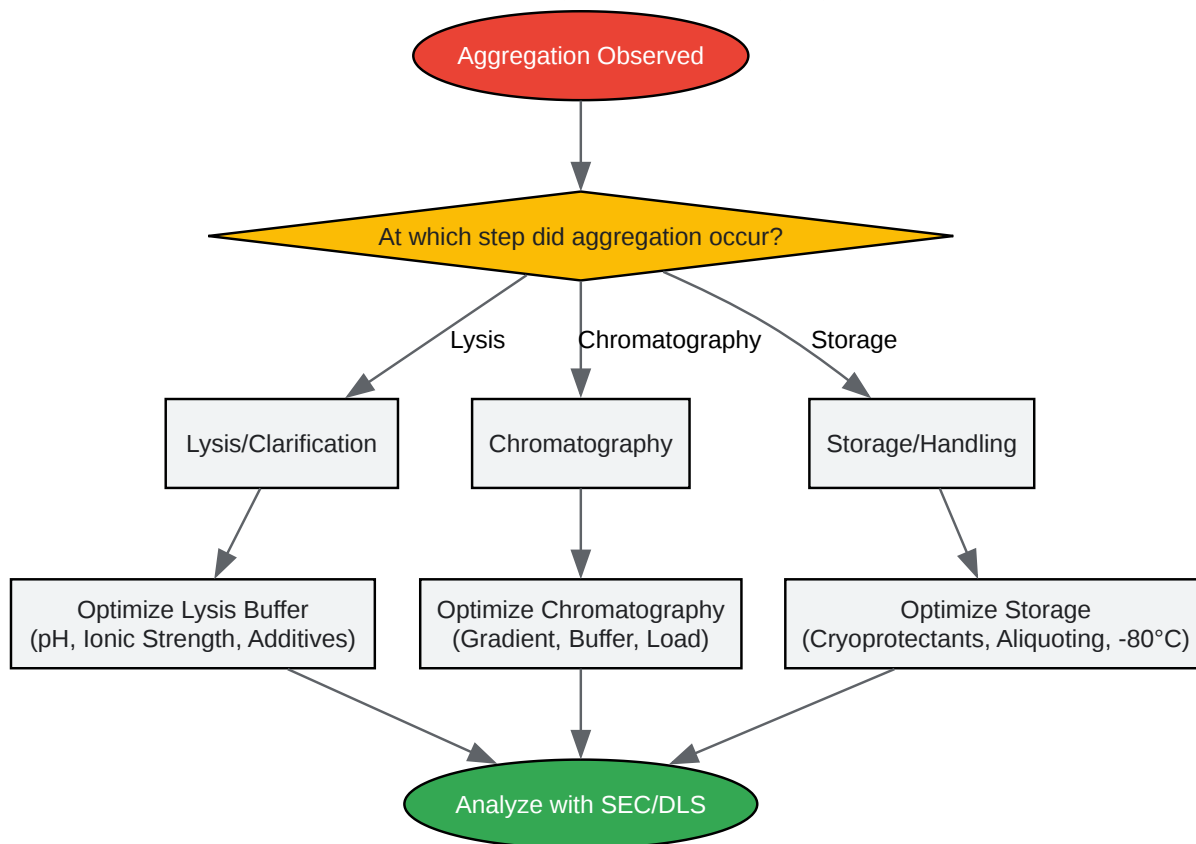 Aggregation Observed
At which step did aggregation occur?
Lysis
Chromatography
Storage
Lysis/Clarification
Chromatography
Storage/Handling
Optimize Lysis Buffer
(pH, Ionic Strength, Additives)
Optimize Chromatography
(Gradient, Buffer, Load)
Optimize Storage
(Cryoprotectants, Aliquoting, -80°C)
Analyze with SEC/DLS